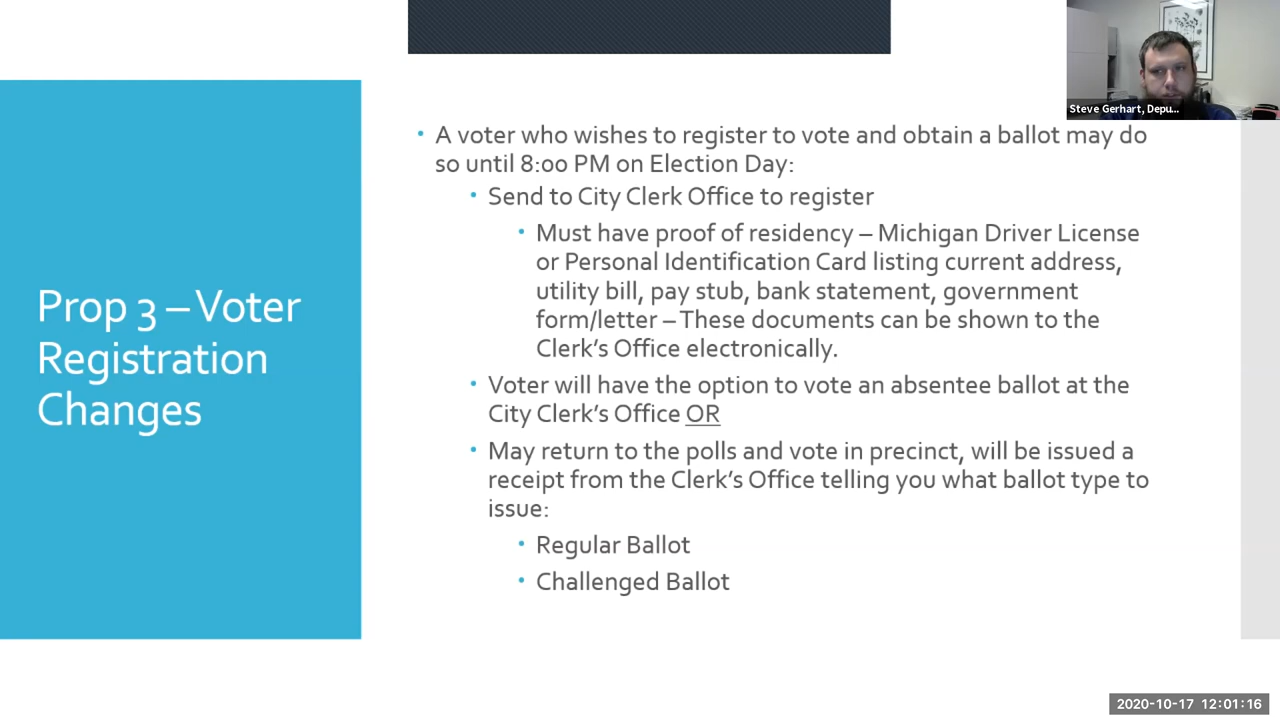 Steve Gerhart, Depu...
Prop 3 – Voter
Registration
Changes
• A voter who wishes to register to vote and obtain a ballot may do
so until 8:00 PM on Election Day:
• Send to City Clerk Office to register
• Must have proof of residency – Michigan Driver License
or Personal Identification Card listing current address,
utility bill, pay stub, bank statement, government
form/letter – These documents can be shown to the
Clerk's Office electronically.
• Voter will have the option to vote an absentee ballot at the
City Clerk's Office OR
• May return to the polls and vote in precinct, will be issued a
receipt from the Clerk's Office telling you what ballot type to
issue:
• Regular Ballot
• Challenged Ballot
2020-10-17 12:01:16